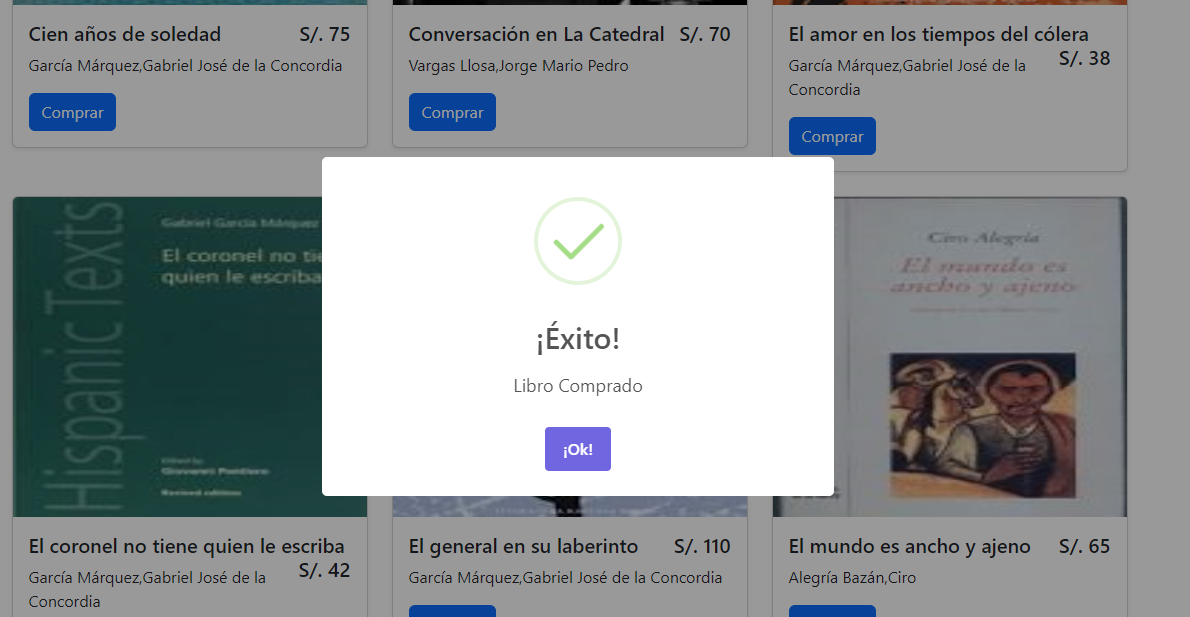 Cien años de soledad
S/. 75
García Márquez,Gabriel José de la Concordia
Comprar
Conversación en La Catedral
S/. 70
Vargas Llosa,Jorge Mario Pedro
Comprar
El amor en los tiempos del cólera
S/. 38
García Márquez,Gabriel José de la
Concordia
Comprar
¡Éxito!
Libro Comprado
¡Ok!
Hispanic Texts
Gabriel García Márquez
El coronel no tie
quien le escriba
Edited by
Giovanni Pontiero
Revised edition
Ciro Alegría
El mundo es
ancho y ajeno
El coronel no tiene quien le escriba
S/. 42
García Márquez,Gabriel José de la
Concordia
El general en su laberinto
S/. 110
García Márquez,Gabriel José de la Concordia
El mundo es ancho y ajeno
S/. 65
Alegría Bazán,Ciro